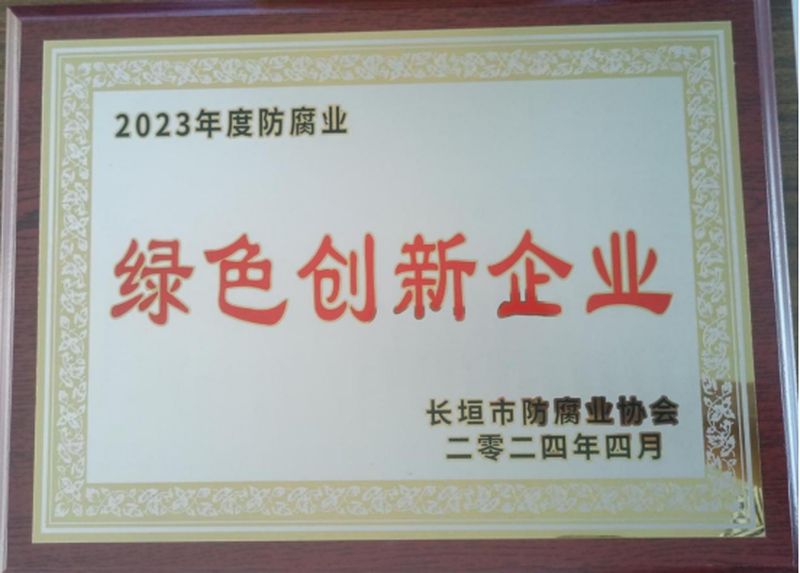 2023年度防腐业
绿色创新企业
长垣市防腐业协会
二零二四年四月